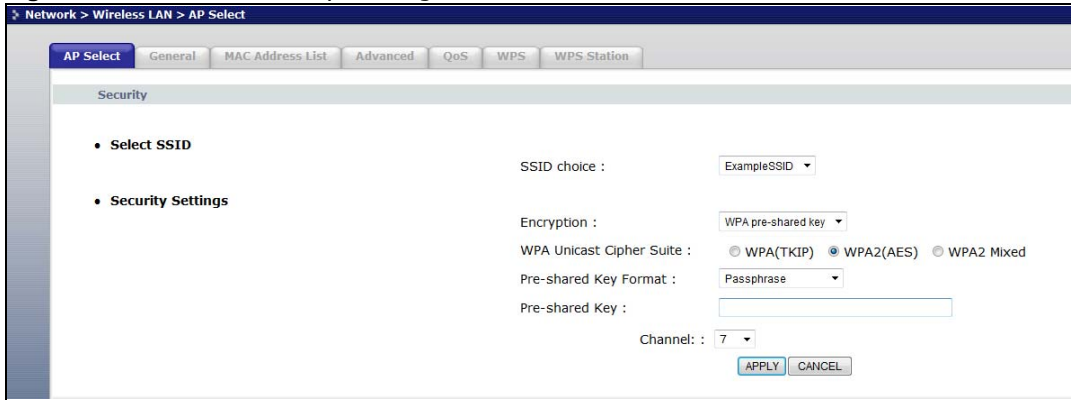 Network > Wireless LAN > AP Select
AP Select General MAC Address List Advanced QoS WPS WPS Station
Security
• Select SSID
SSID choice : ExampleSSID
• Security Settings
Encryption : WPA pre-shared key
WPA Unicast Cipher Suite : WPA(TKIP) WPA2(AES) WPA2 Mixed
Pre-shared Key Format : Passphrase
Pre-shared Key :
Channel: : 7
APPLY CANCEL